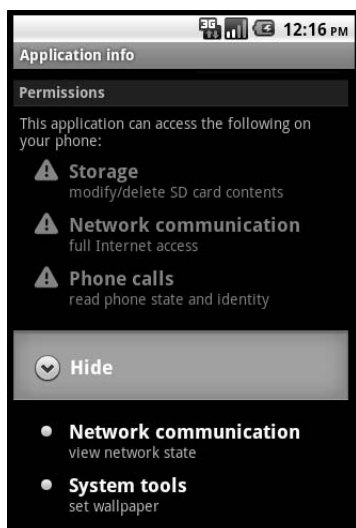 3G 12:16 PM
Application info
Permissions
This application can access the following on
your phone:
Storage
modify/delete SD card contents
Network communication
full Internet access
Phone calls
read phone state and identity
Hide
Network communication
view network state
System tools
set wallpaper